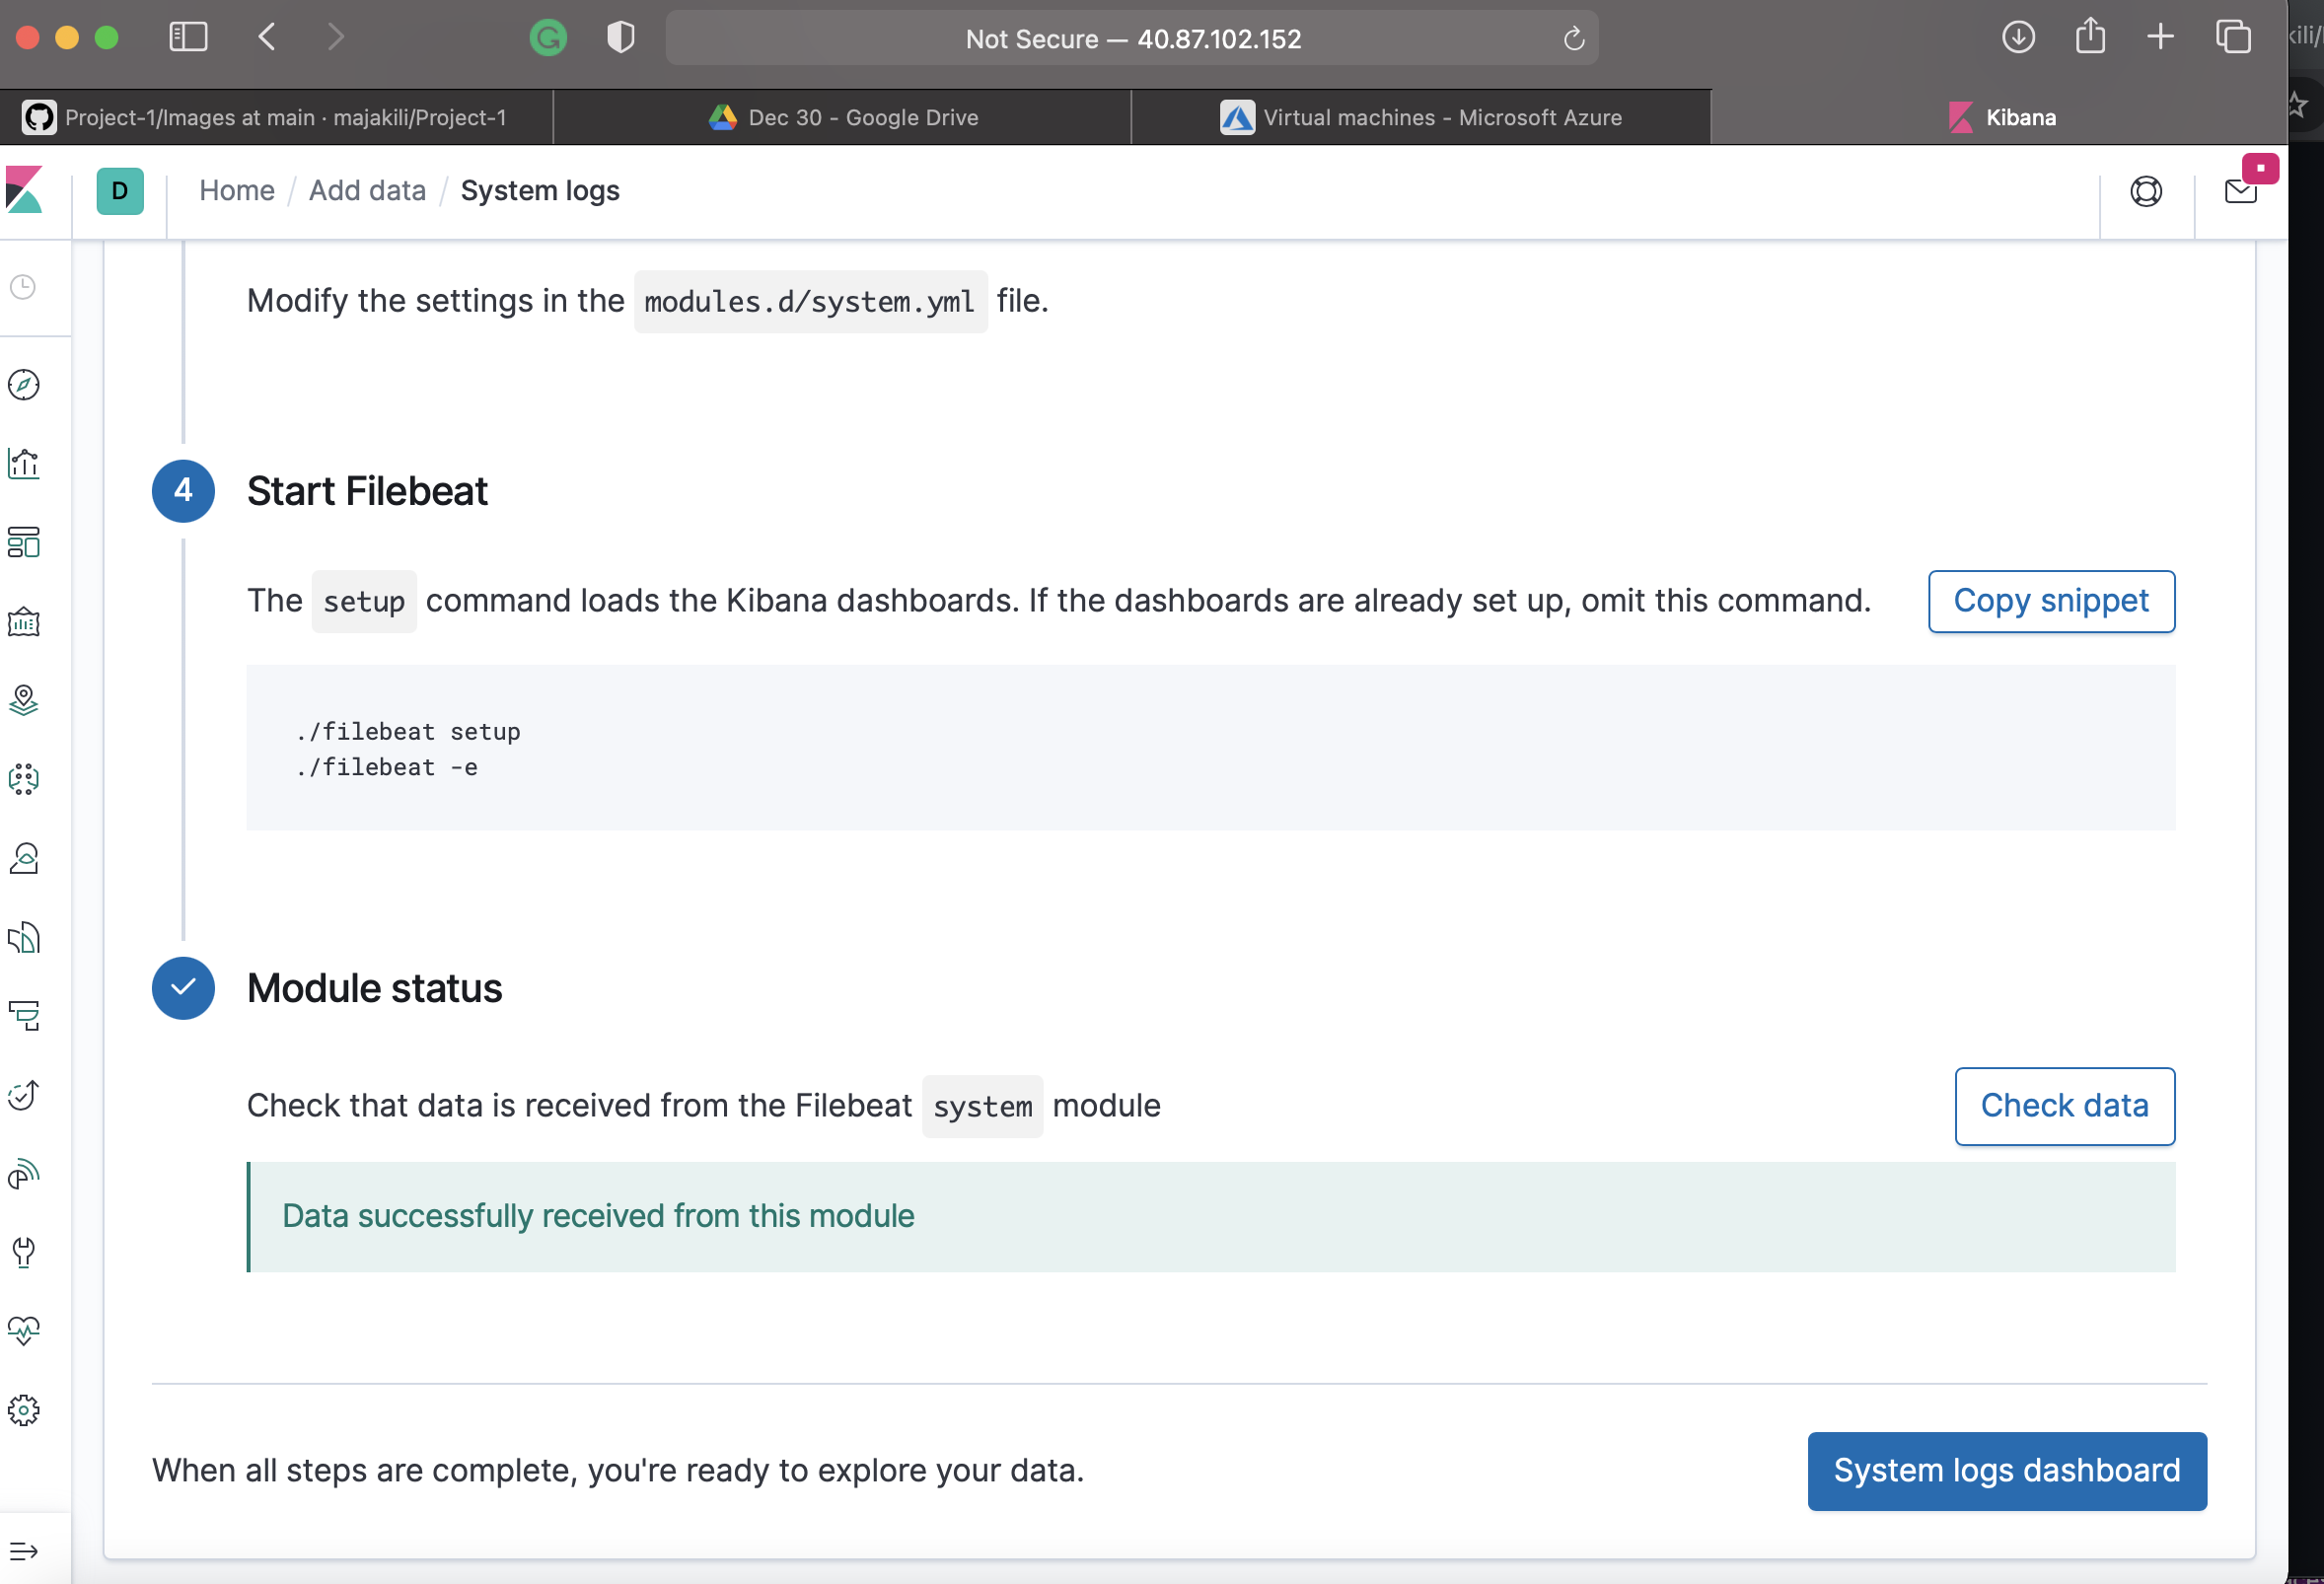 Not Secure — 40.87.102.152
Project-1/Images at main · majakili/Project-1
Dec 30 - Google Drive
Virtual machines - Microsoft Azure
Kibana
D
Home / Add data / System logs
Modify the settings in the modules.d/system.yml file.
4 Start Filebeat
The setup command loads the Kibana dashboards. If the dashboards are already set up, omit this command.
Copy snippet
./filebeat setup
./filebeat -e
Module status
Check that data is received from the Filebeat system module
Check data
Data successfully received from this module
When all steps are complete, you're ready to explore your data.
System logs dashboard